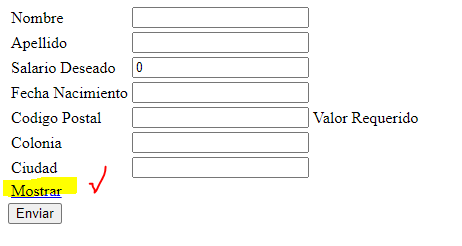 Nombre
Apellido
Salario Deseado 0
Fecha Nacimiento
Codigo Postal Valor Requerido
Colonia
Ciudad
Mostrar
Enviar